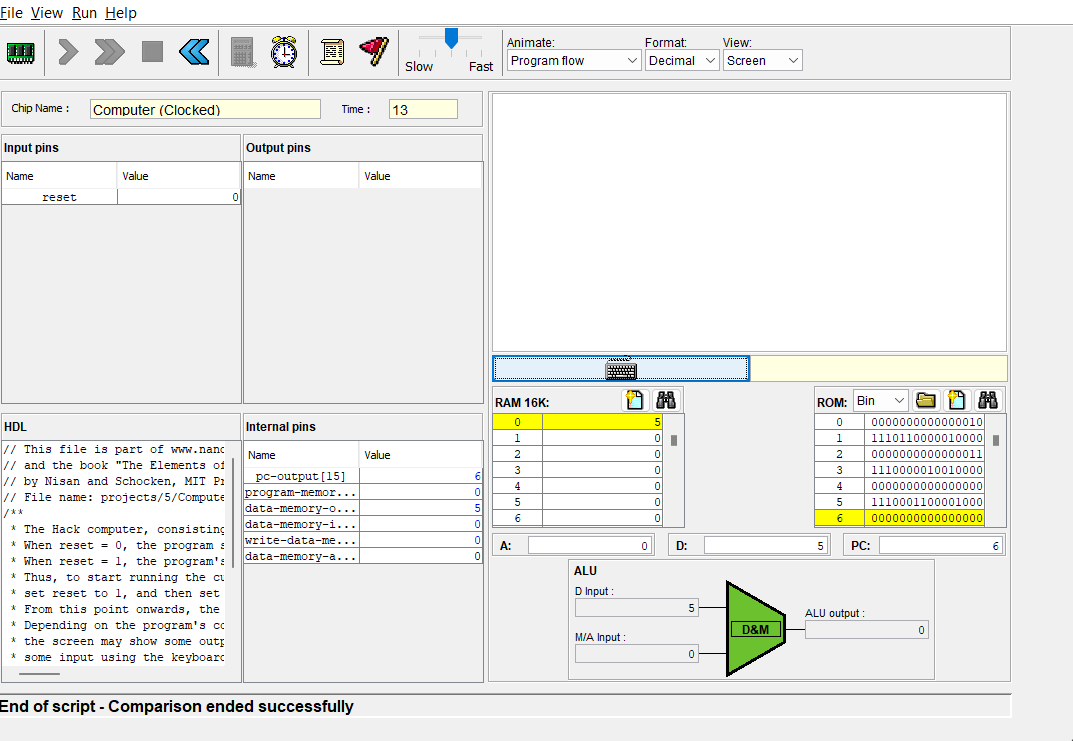 File View Run Help
Slow Fast
Animate: Format: View:
Program flow Decimal Screen
Chip Name : Computer (Clocked) Time : 13
Input pins
Name Value
reset 0
Output pins
Name Value
HDL
// This file is part of www.nand
// and the book "The Elements of
// by Nisan and Schocken, MIT Pr
// File name: projects/5/Compute
/**
* The Hack computer, consisting
* When reset = 0, the program s
* When reset = 1, the program's
* Thus, to start running the cu
* set reset to 1, and then set
* From this point onwards, the
* Depending on the program's co
* the screen may show some outp
* some input using the keyboard
Internal pins
Name Value
pc-output[15] 6
program-memor... 0
data-memory-o... 5
data-memory-i... 0
write-data-me... 0
data-memory-a... 0
RAM 16K:
0 5
1 0
2 0
3 0
4 0
5 0
6 0
ROM: Bin
0 0000000000000010
1 1110110000010000
2 0000000000000011
3 1110000010010000
4 0000000000000000
5 1110001100001000
6 0000000000000000
A: 0 D: 5 PC: 6
ALU
D Input :
5
M/A Input :
0
D&M
ALU output :
0
End of script - Comparison ended successfully